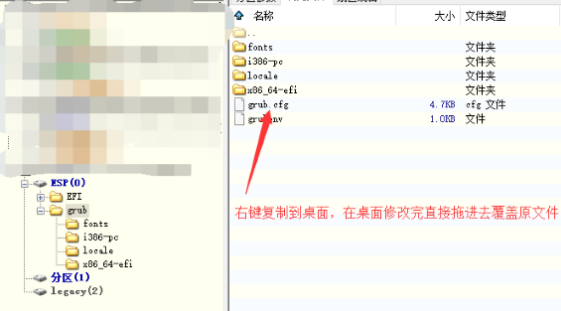 名称
大小
文件类型
..
fonts
文件夹
i386-pc
文件夹
locale
文件夹
x86_64-efi
文件夹
grub.cfg
4.7KB
cfg 文件
1.0KB
文件
右键复制到桌面，在桌面修改完直接拖进去覆盖原文件
ESP(0)
EFI
grub
fonts
i386-pc
locale
x86_64-efi
分区(1)
legacy(2)